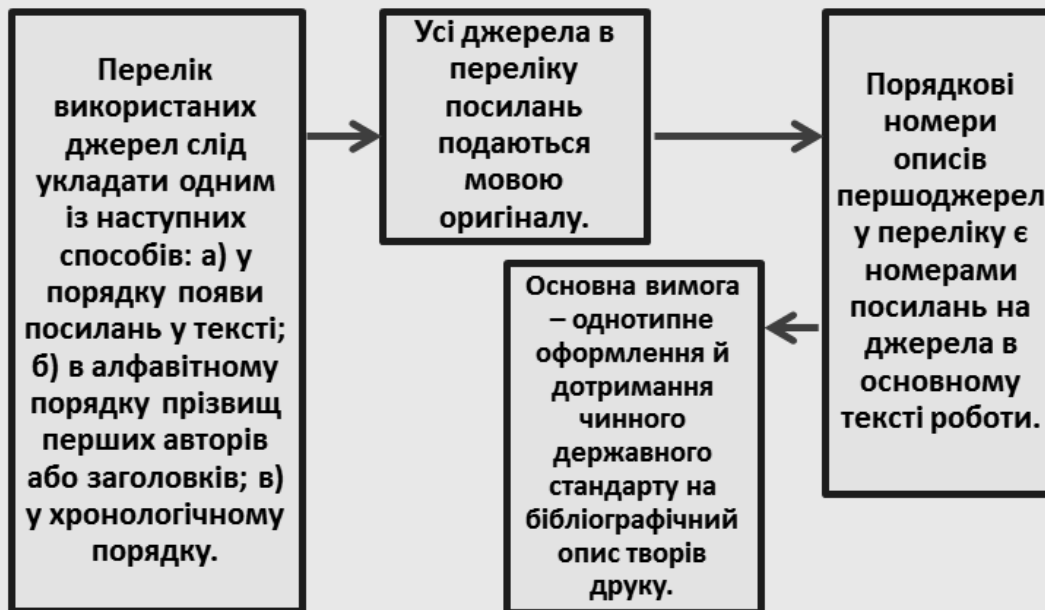 Перелік
використаних
джерел слід
укладати одним
із наступних
способів: а) у
порядку появи
посилань у тексті;
б) в алфавітному
порядку прізвищ
перших авторів
або заголовків; в)
у хронологічному
порядку.
Усі джерела в
переліку
посилань
подаються
мовою
оригіналу.
Порядкові
номери
описів
першоджерел
у переліку є
номерами
посилань на
джерела в
основному
тексті роботи.
Основна вимога
– однотипне
оформлення й
дотримання
чинного
державного
стандарту на
бібліографічний
опис творів
друку.